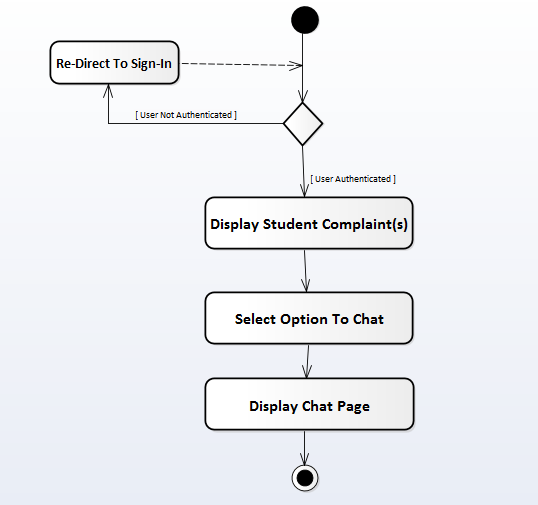 Re-Direct To Sign-In
[ User Not Authenticated ]
[ User Authenticated ]
Display Student Complaint(s)
Select Option To Chat
Display Chat Page